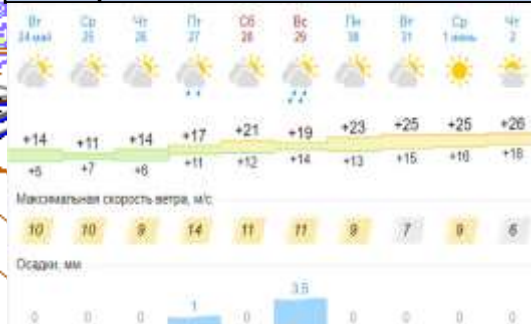 Вт Ср Чт Пт Сб Вс Пн Вт Ср Чт
24 май 25 26 27 28 29 30 31 1 июнь 2
+14 +11 +14 +17 +21 +19 +23 +25 +25 +26
+5 +7 +6 +11 +12 +14 +13 +15 +16 +18
Максимальная скорость ветра, м/с
10 10 9 14 11 11 9 7 9 6
Осадки, мм
0 0 0 1 0 3.5 0 0 0 0